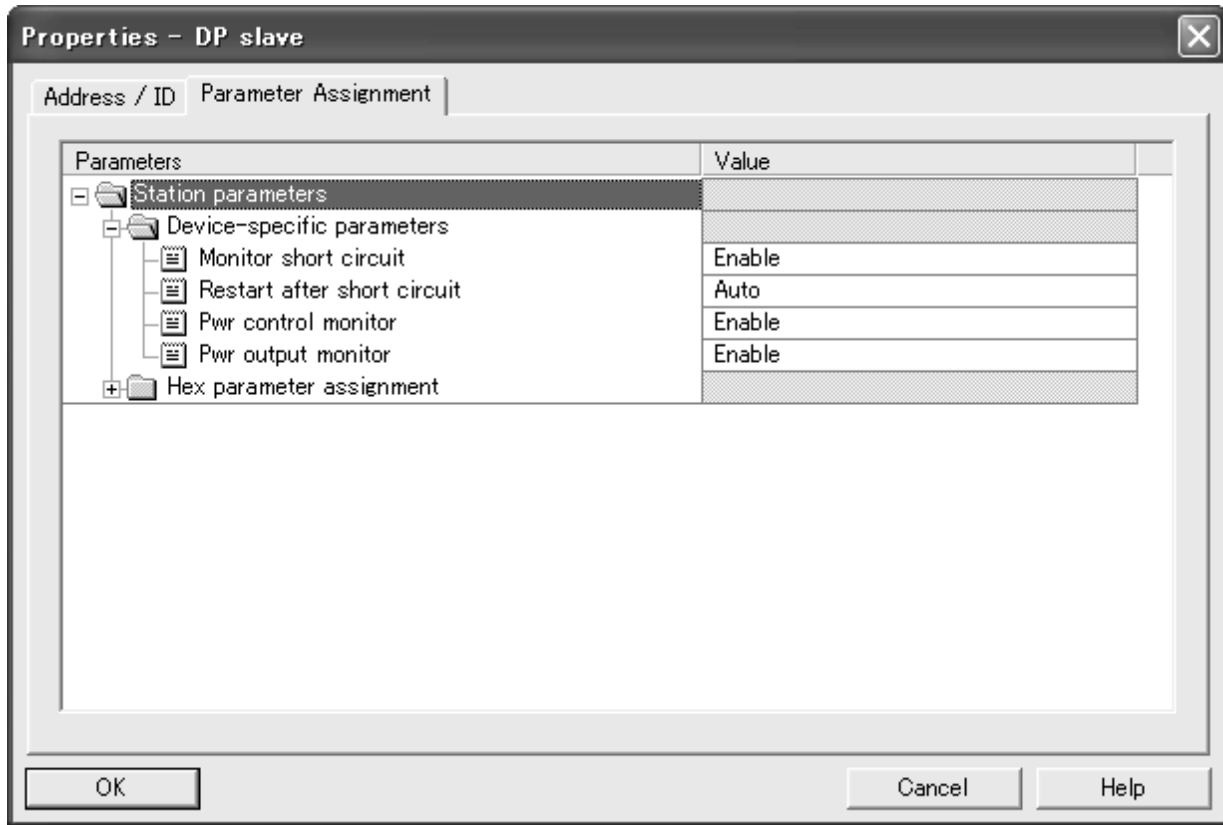 Properties - DP slave
Address / ID Parameter Assignment
Parameters Value
Station parameters
Device-specific parameters
Monitor short circuit Enable
Restart after short circuit Auto
Pwr control monitor Enable
Pwr output monitor Enable
Hex parameter assignment
OK Cancel Help